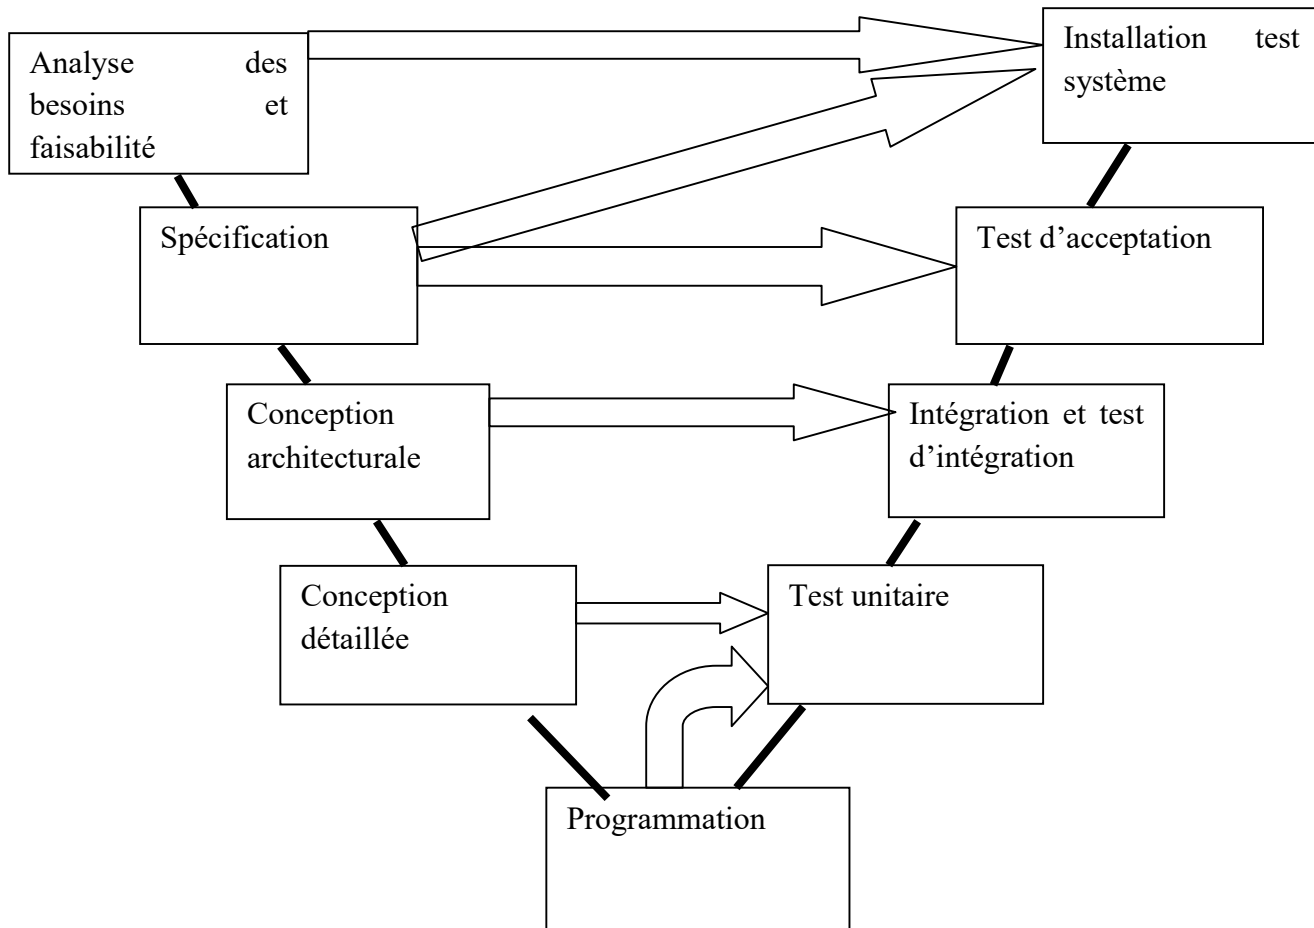 Analyse des
besoins et
faisabilité
Installation test
système
Spécification
Test d’acceptation
Conception
architecturale
Intégration et test
d’intégration
Conception
détaillée
Test unitaire
Programmation